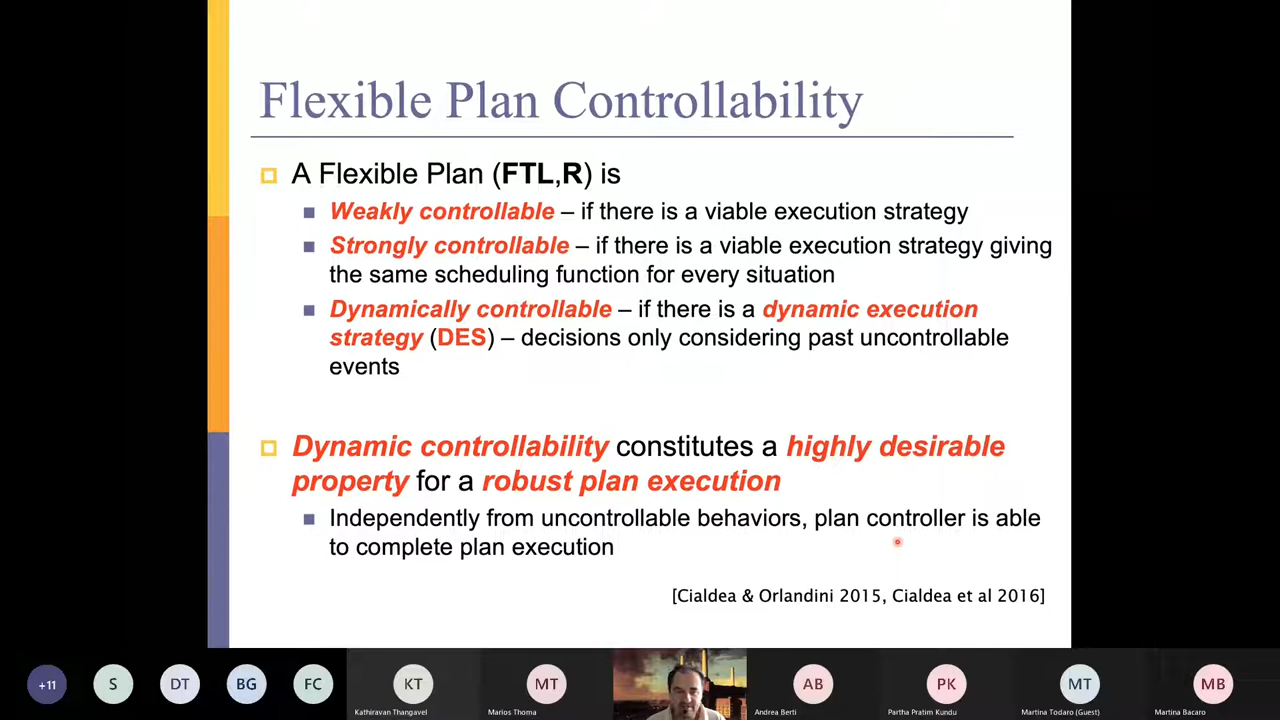 Flexible Plan Controllability
A Flexible Plan (FTL,R) is
Weakly controllable – if there is a viable execution strategy
Strongly controllable – if there is a viable execution strategy giving
the same scheduling function for every situation
Dynamically controllable – if there is a dynamic execution
strategy (DES) – decisions only considering past uncontrollable
events
Dynamic controllability constitutes a highly desirable
property for a robust plan execution
Independently from uncontrollable behaviors, plan controller is able
to complete plan execution
[Cialdea & Orlandini 2015, Cialdea et al 2016]
+11 S DT BG FC KT MT AB PK MT MB
Kathiravan Thangavel Marios Thoma Andrea Berti Partha Pratim Kundu Martina Todaro (Guest) Martina Bacaro